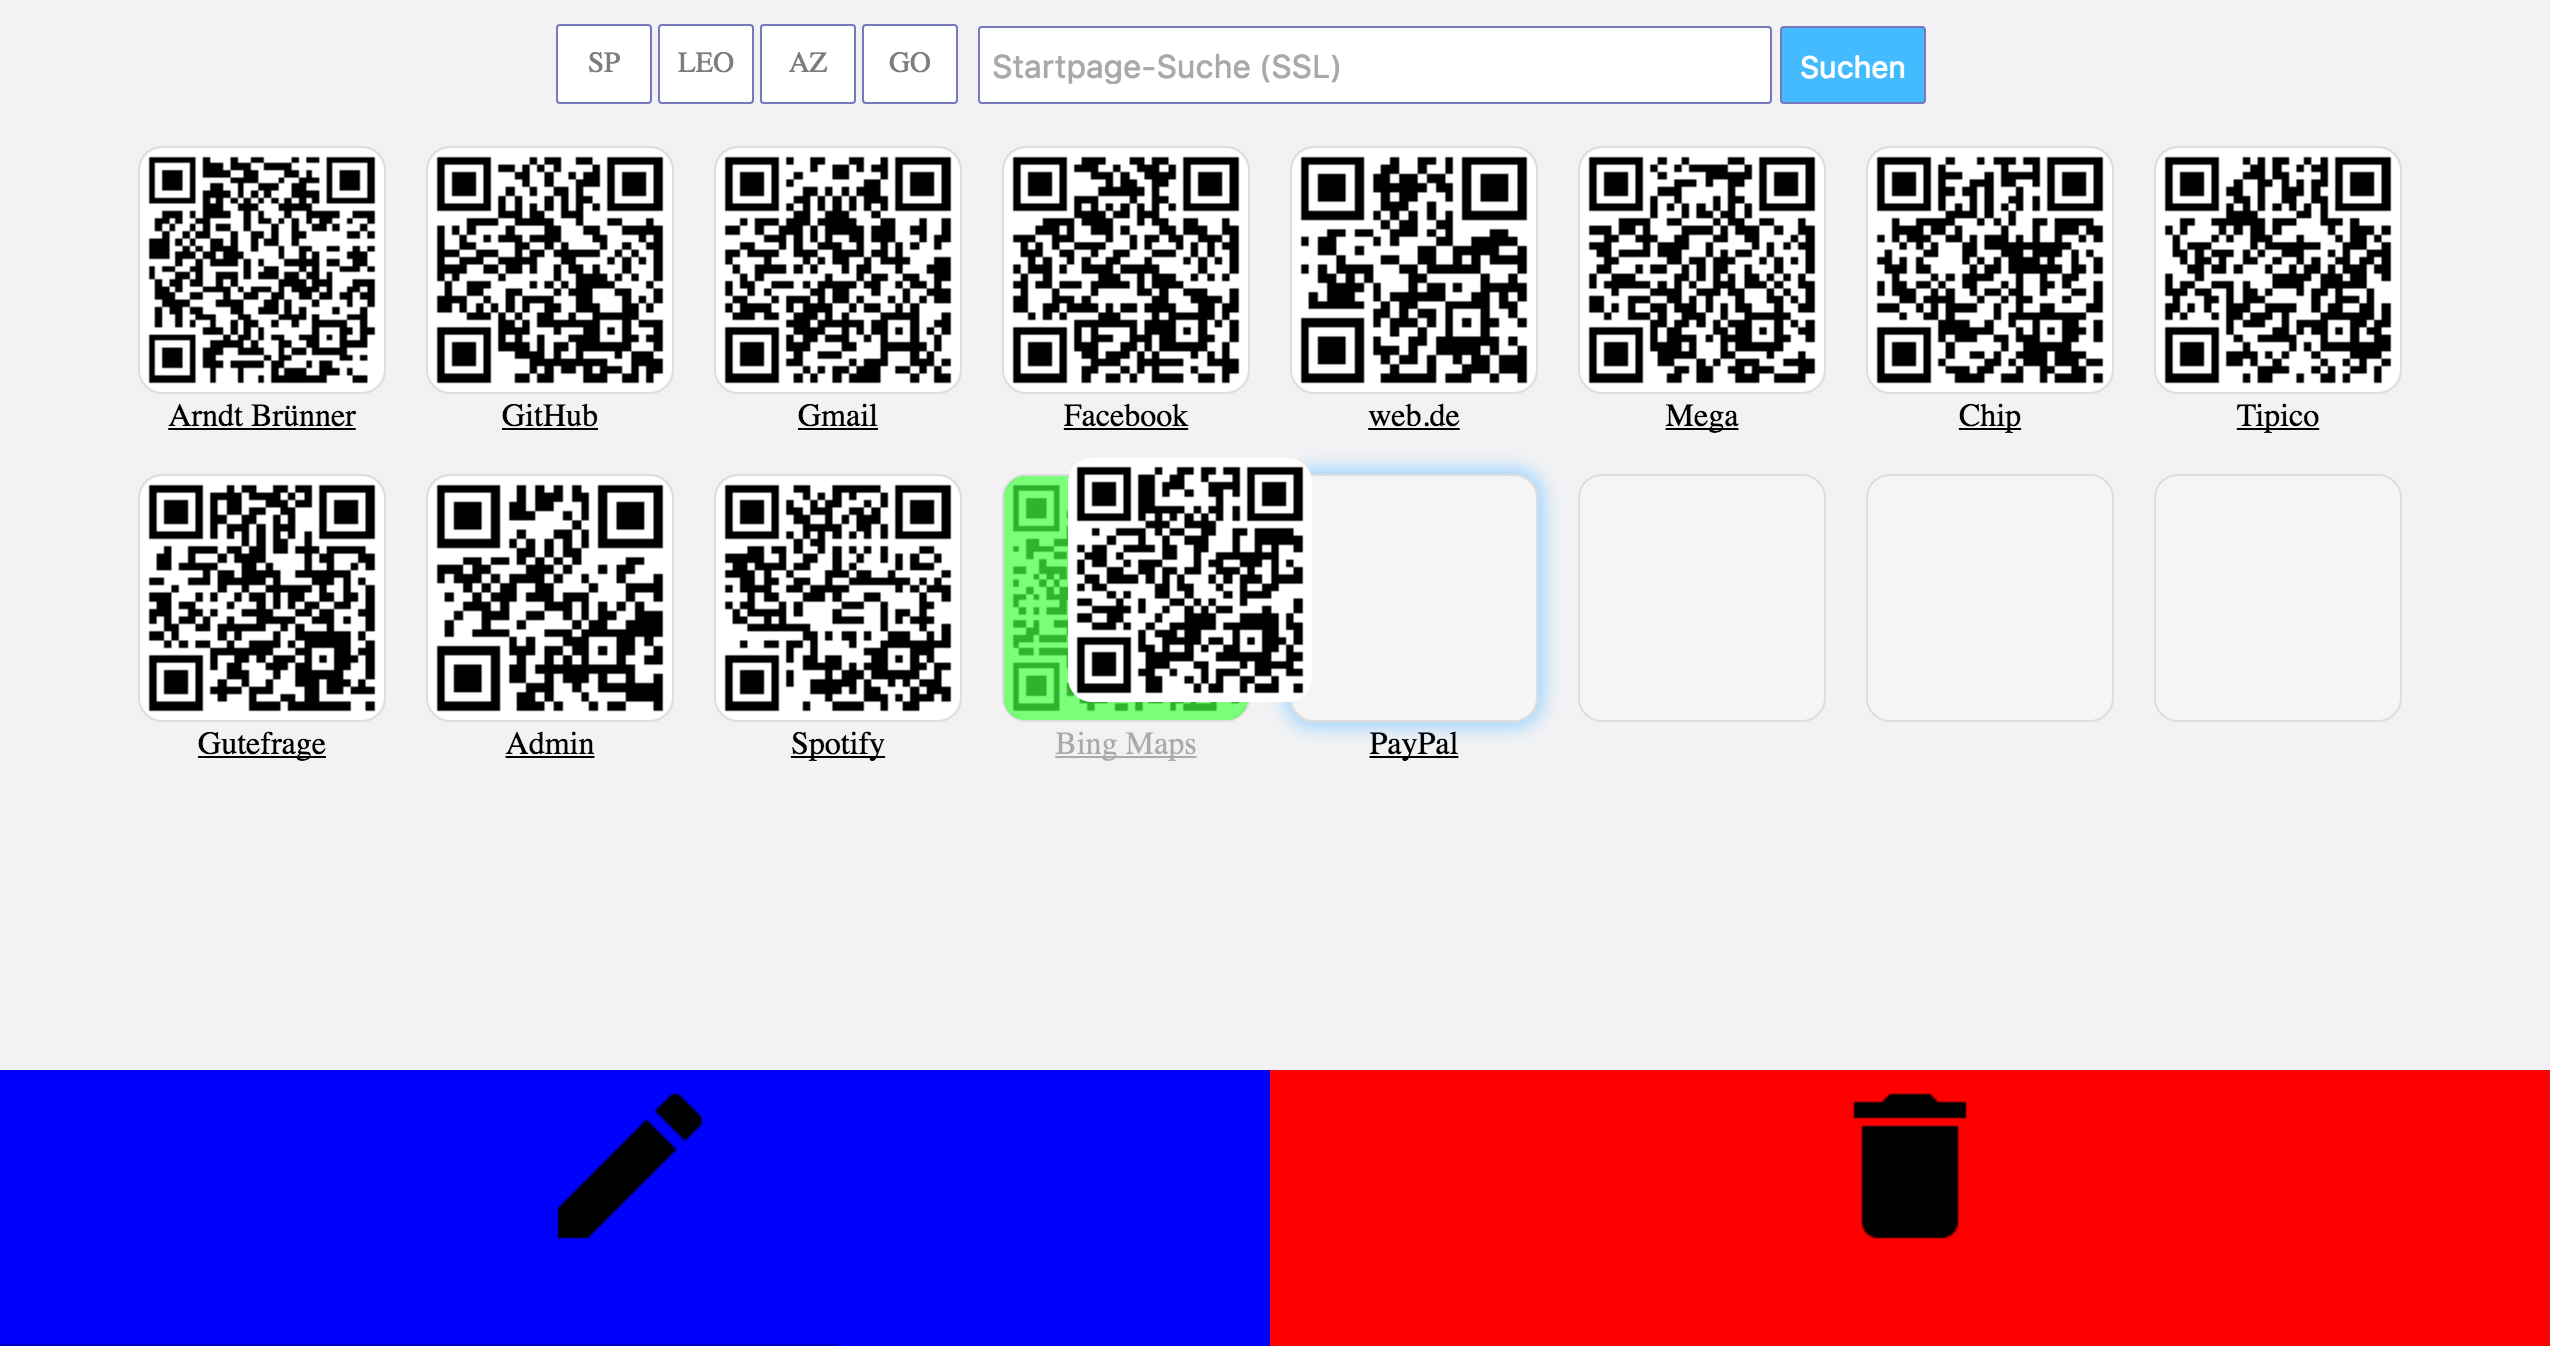 SP LEO AZ GO Startpage-Suche (SSL) Suchen
Arndt Brünner GitHub Gmail Facebook web.de Mega Chip Tipico
Gutefrage Admin Spotify Bing Maps PayPal